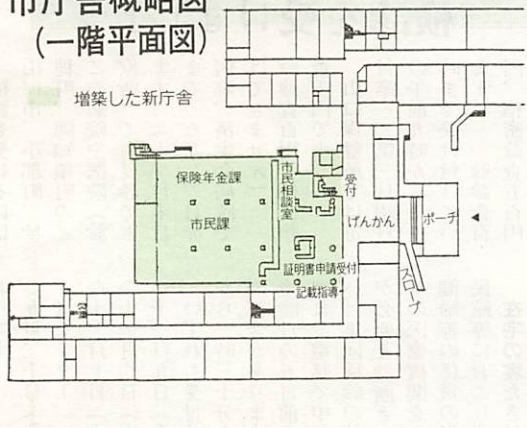 市庁舎概略図
(一階平面図)
増築した新庁舎
保険年金課
市民課
市民相談室
受付
げんかん
ポーチ
スロープ
証明書申請受付
記載指導